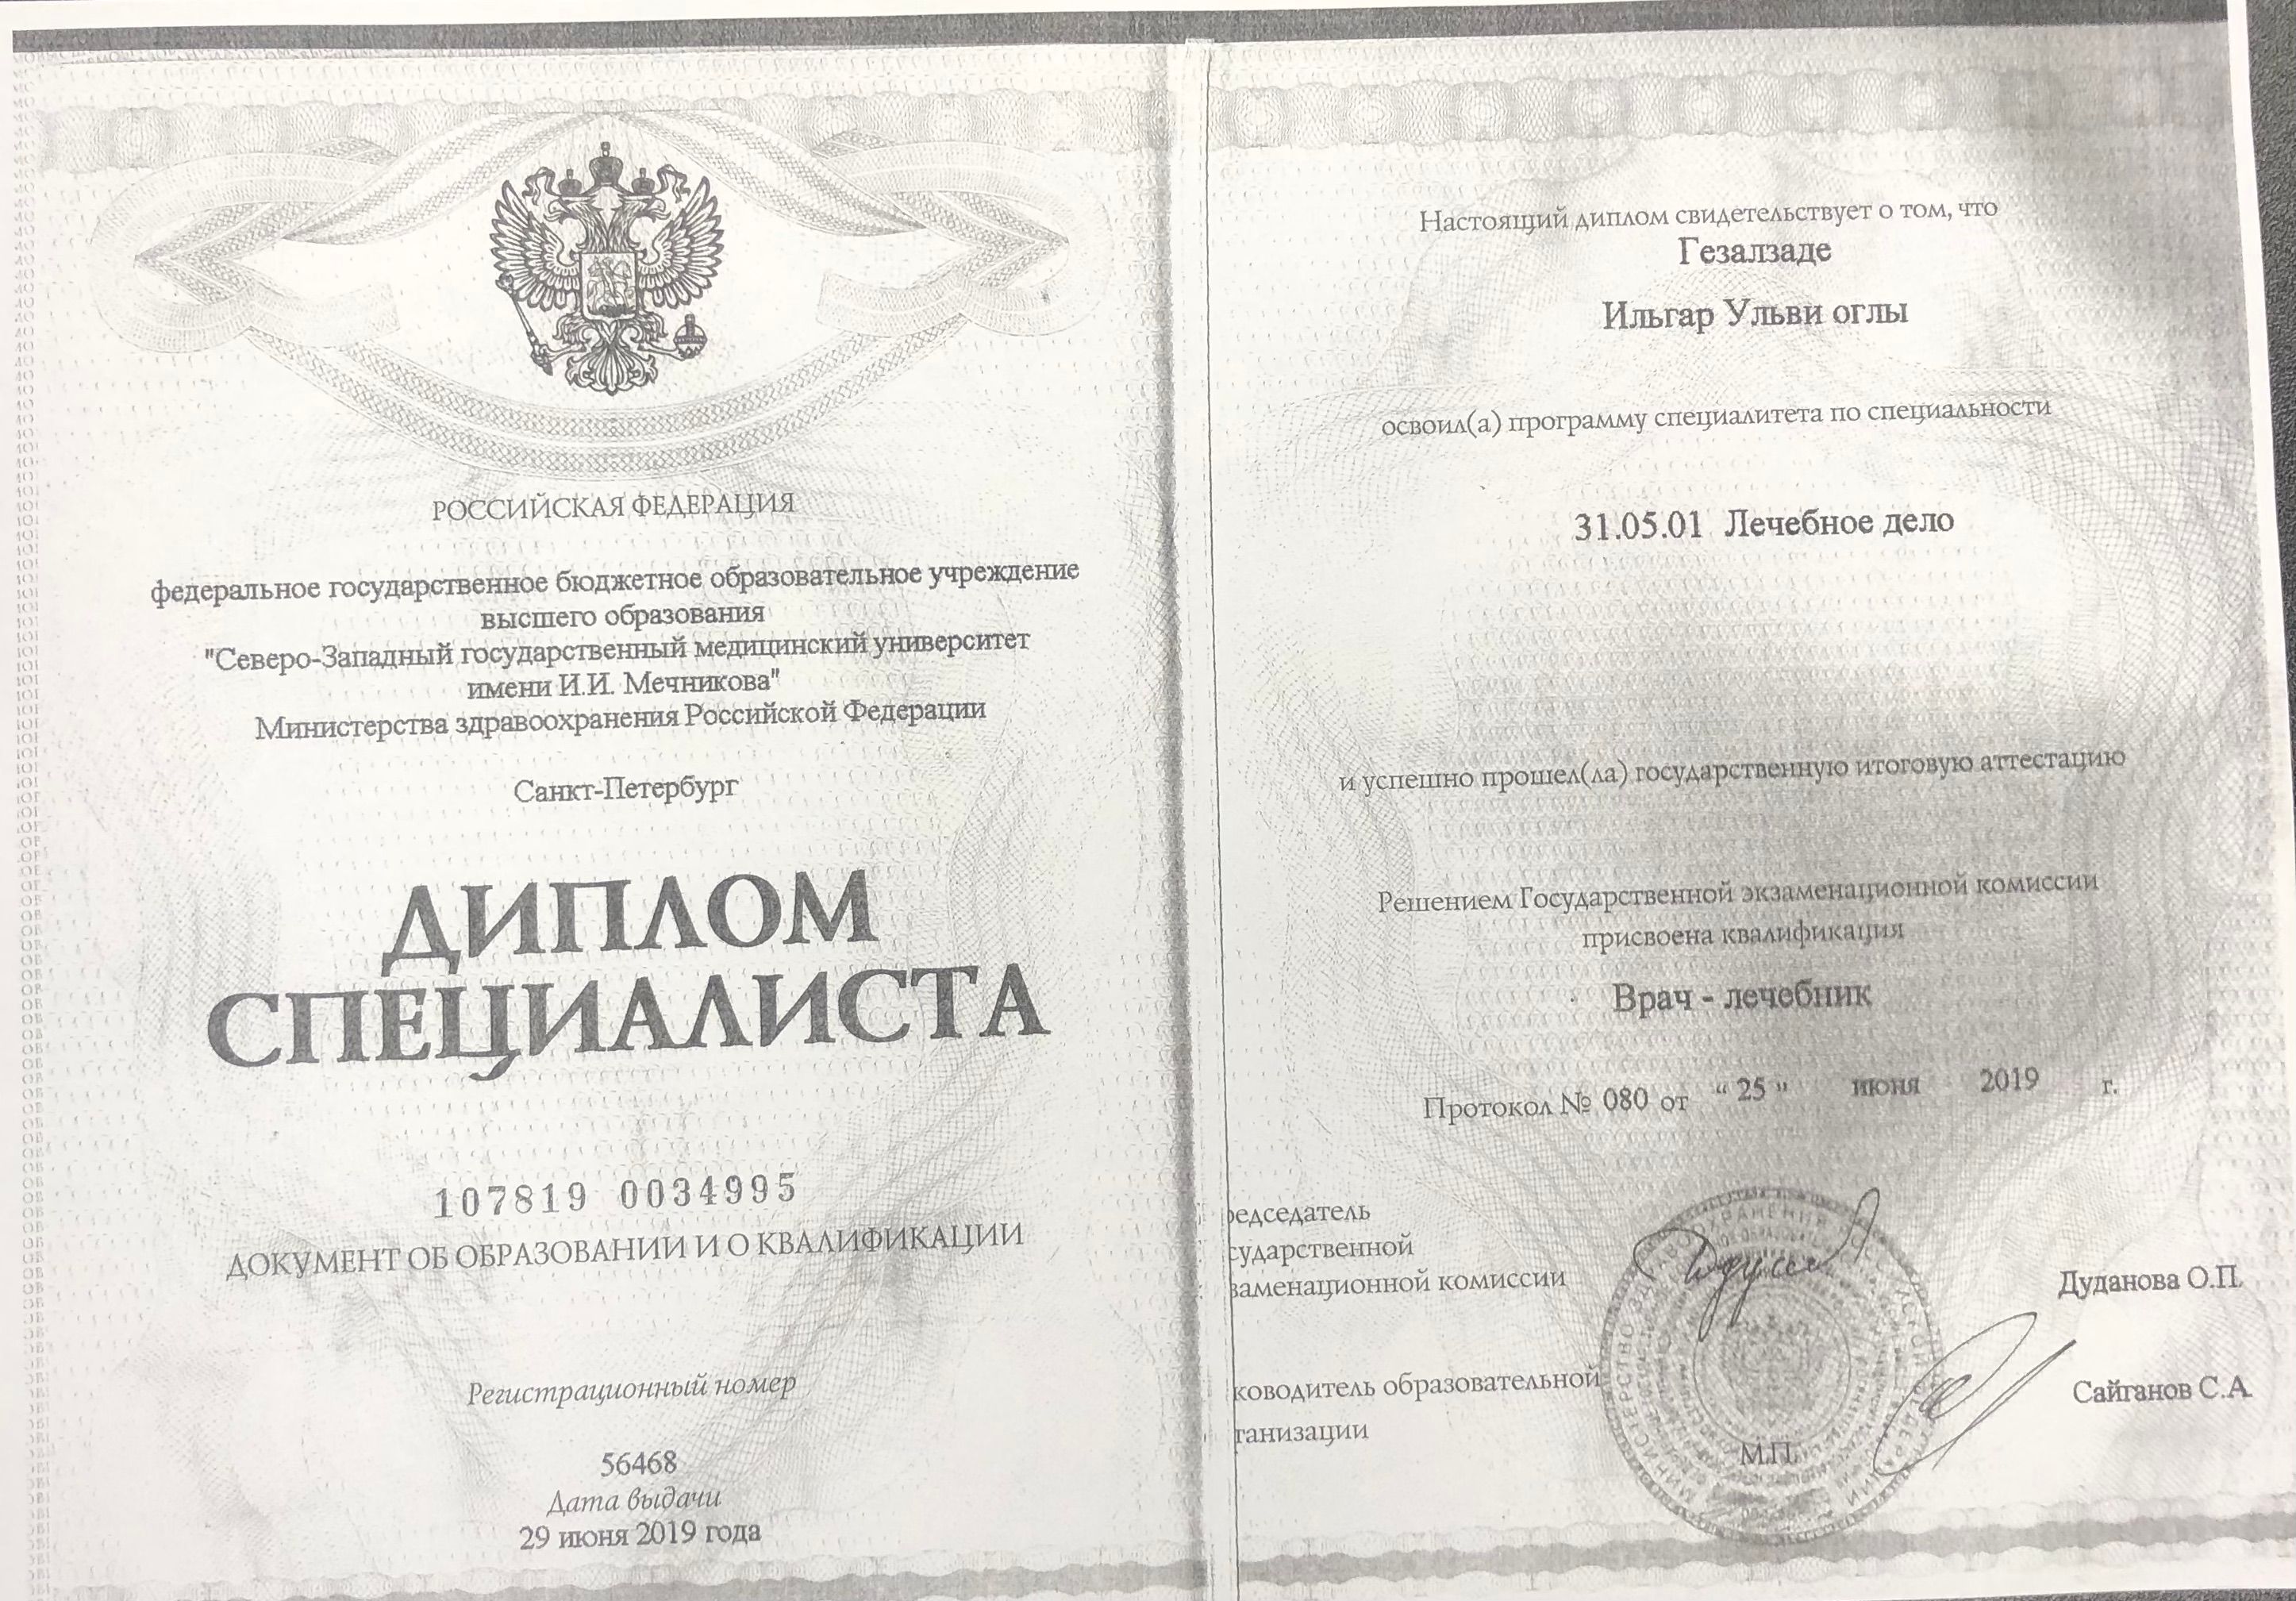 РОССИЙСКАЯ ФЕДЕРАЦИЯ
федеральное государственное бюджетное образовательное учреждение
высшего образования
"Северо-Западный государственный медицинский университет
имени И.И. Мечникова"
Министерства здравоохранения Российской Федерации
Санкт-Петербург
ДИПЛОМ
СПЕЦИАЛИСТА
107819 0034995
ДОКУМЕНТ ОБ ОБРАЗОВАНИИ И О КВАЛИФИКАЦИИ
Регистрационный номер
56468
Дата выдачи
29 июня 2019 года
Настоящий диплом свидетельствует о том, что
Гезалзаде
Ильгар Ульви оглы
освоил(а) программу специалитета по специальности
31.05.01 Лечебное дело
и успешно прошел(ла) государственную итоговую аттестацию
Решением Государственной экзаменационной комиссии
присвоена квалификация
Врач - лечебник
Протокол № 080 от " 25 " июня 2019 г.
редседатель
сударственной
заменационной комиссии
Дуданова О.П.
ководитель образовательной
ганизации
Сайганов С.А.
М.П.